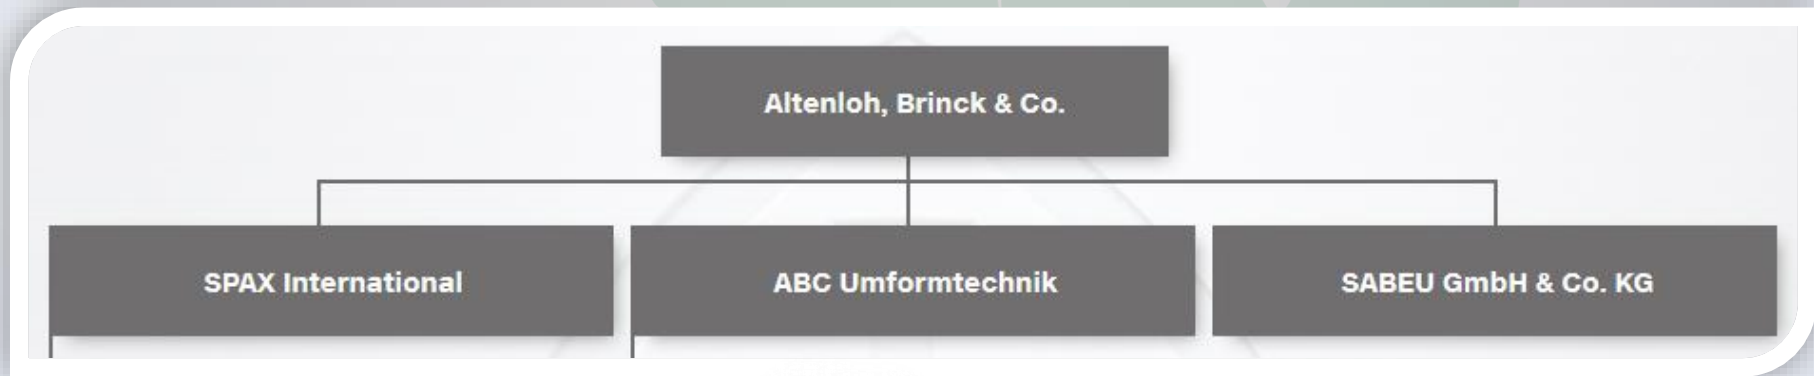 Altenloh, Brinck & Co.
SPAX International
ABC Umformtechnik
SABEU GmbH & Co. KG